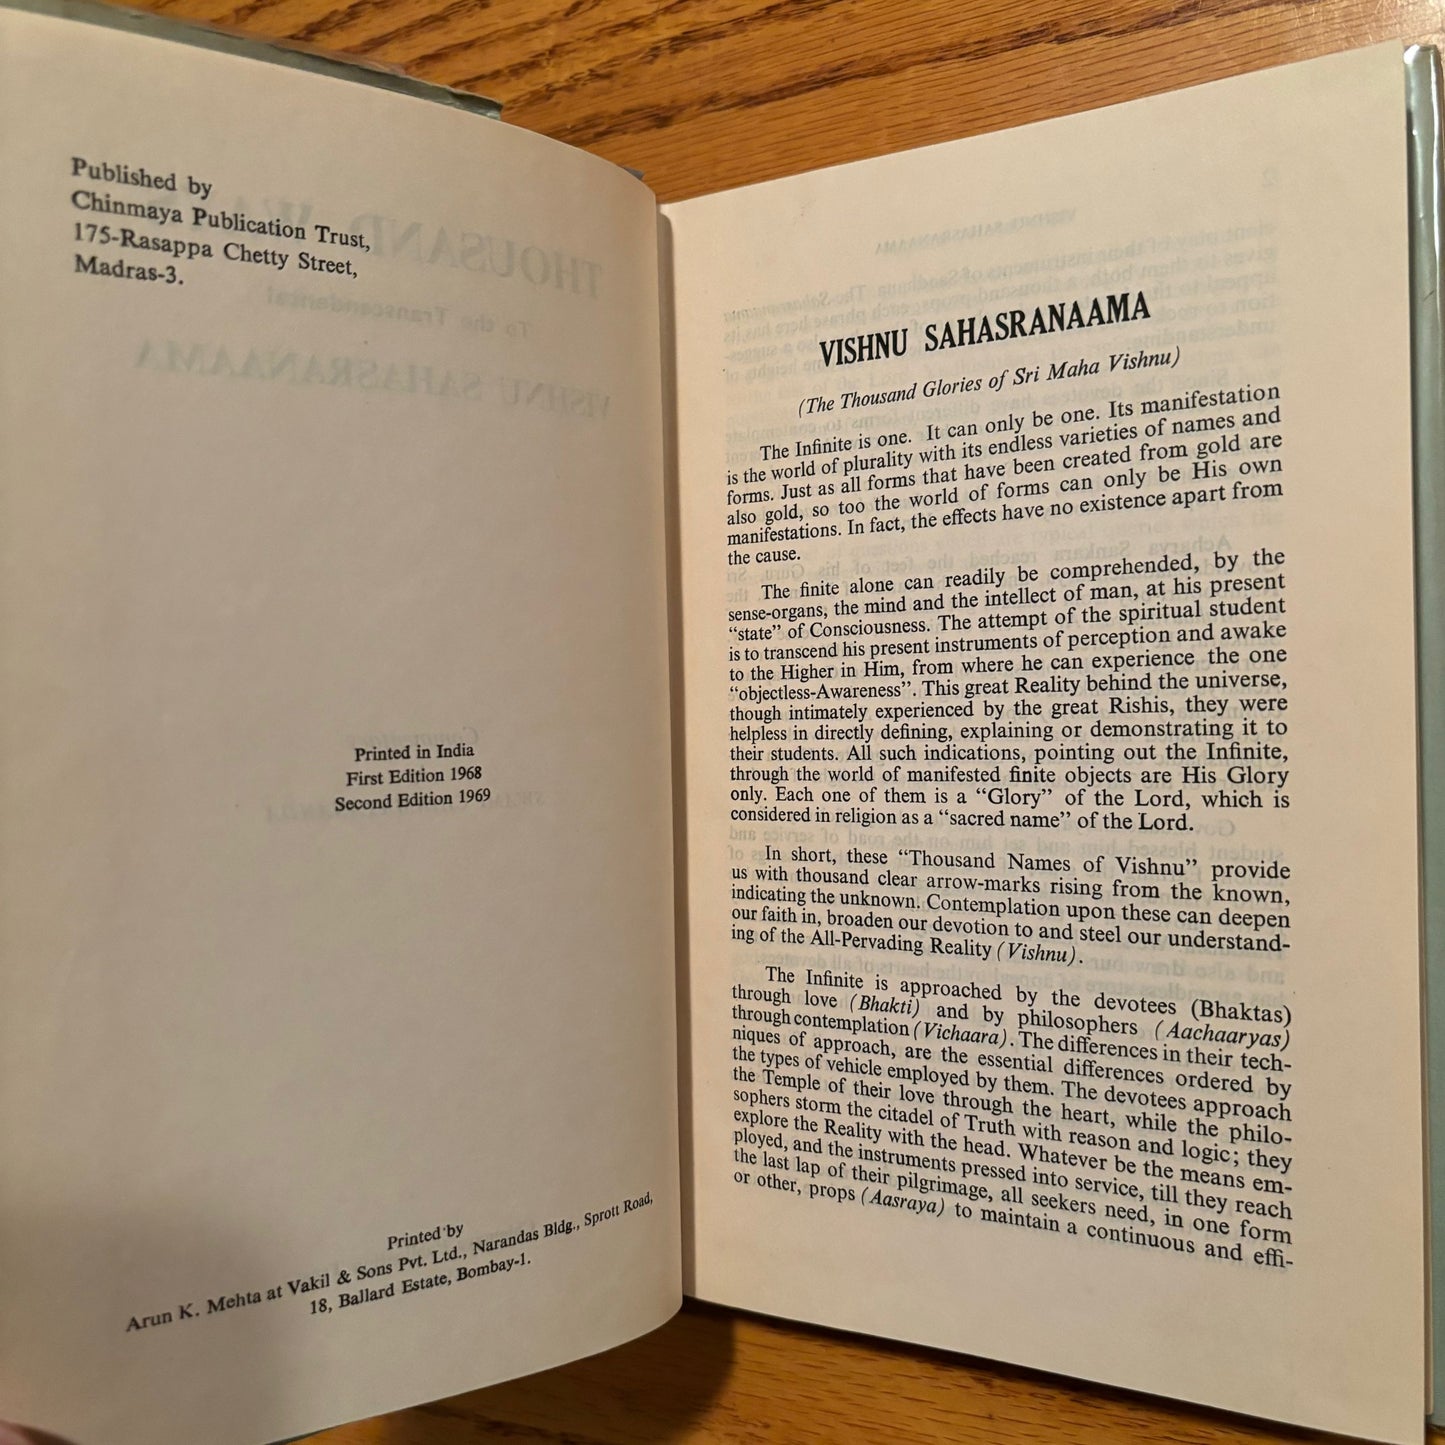 Published by
Chinmaya Publication Trust,
175-Rasappa Chetty Street,
Madras-3.
Printed in India
First Edition 1968
Second Edition 1969
Printed by
Arun K. Mehta at Vakil & Sons Pvt. Ltd., Narandas Bldg., Sprott Road,
18, Ballard Estate, Bombay-1.
VISHNU SAHASRANAAMA
(The Thousand Glories of Sri Maha Vishnu)
The Infinite is one. It can only be one. Its manifestation
is the world of plurality with its endless varieties of names and
forms. Just as all forms that have been created from gold are
also gold, so too the world of forms can only be His own
manifestations. In fact, the effects have no existence apart from
the cause.
The finite alone can readily be comprehended, by the
sense-organs, the mind and the intellect of man, at his present
“state” of Consciousness. The attempt of the spiritual student
is to transcend his present instruments of perception and awake
to the Higher in Him, from where he can experience the one
“objectless-Awareness”. This great Reality behind the universe,
though intimately experienced by the great Rishis, they were
helpless in directly defining, explaining or demonstrating it to
their students. All such indications, pointing out the Infinite,
through the world of manifested finite objects are His Glory
only. Each one of them is a “Glory” of the Lord, which is
considered in religion as a “sacred name” of the Lord.
In short, these “Thousand Names of Vishnu” provide
us with thousand clear arrow-marks rising from the known,
indicating the unknown. Contemplation upon these can deepen
our faith in, broaden our devotion to and steel our understand-
ing of the All-Pervading Reality (Vishnu).
The Infinite is approached by the devotees (Bhaktas)
through love (Bhakti) and by philosophers (Aachaaryas)
through contemplation (Vichaara). The differences in their tech-
niques of approach, are the essential differences ordered by
the types of vehicle employed by them. The devotees approach
the Temple of their love through the heart, while the philo-
sophers storm the citadel of Truth with reason and logic; they
explore the Reality with the head. Whatever be the means em-
ployed, and the instruments pressed into service, till they reach
the last lap of their pilgrimage, all seekers need, in one form
or other, props (Aasraya) to maintain a continuous and effi-